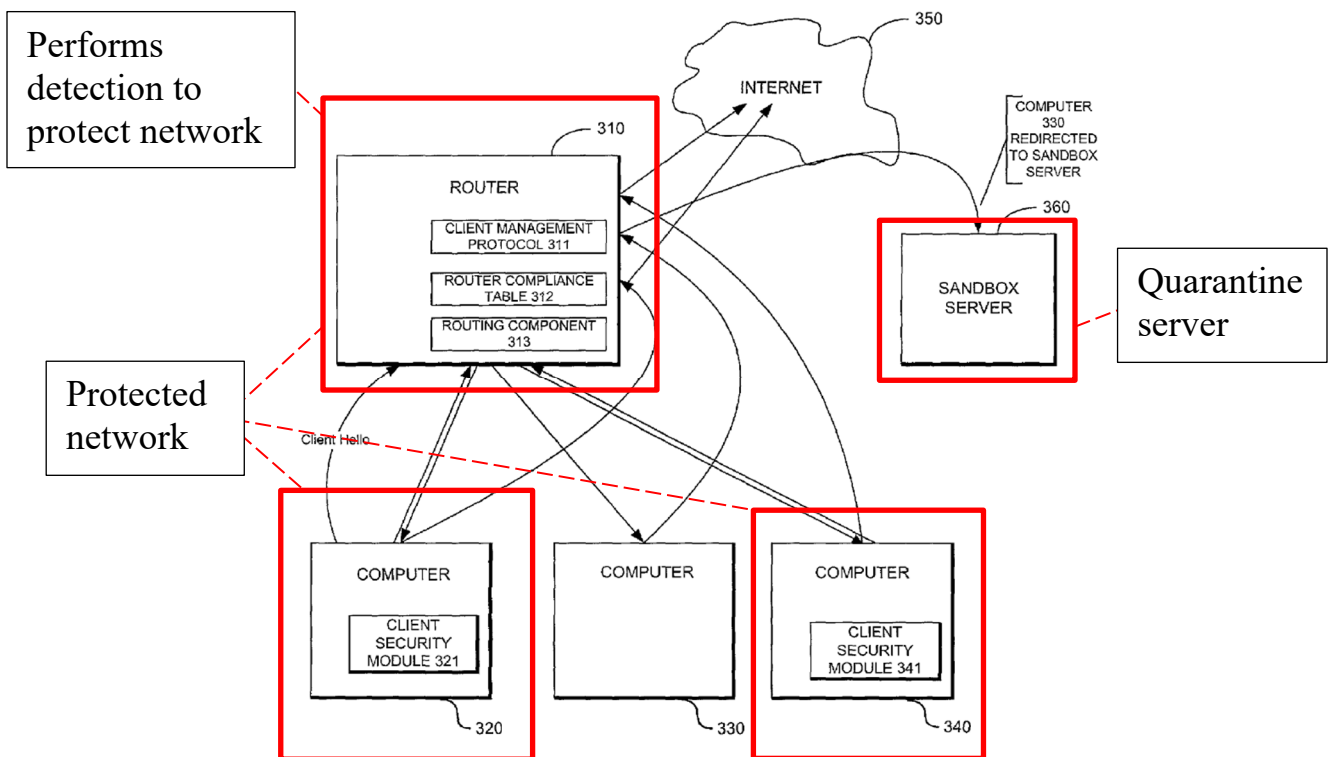 Performs
detection to
protect network
350
INTERNET
COMPUTER
330
REDIRECTED
TO SANDBOX
SERVER
310
ROUTER
CLIENT MANAGEMENT
PROTOCOL 311
ROUTER COMPLIANCE
TABLE 312
ROUTING COMPONENT
313
360
SANDBOX
SERVER
Quarantine
server
Protected
network
Client Hello
COMPUTER
CLIENT
SECURITY
MODULE 321
320
COMPUTER
330
COMPUTER
CLIENT
SECURITY
MODULE 341
340